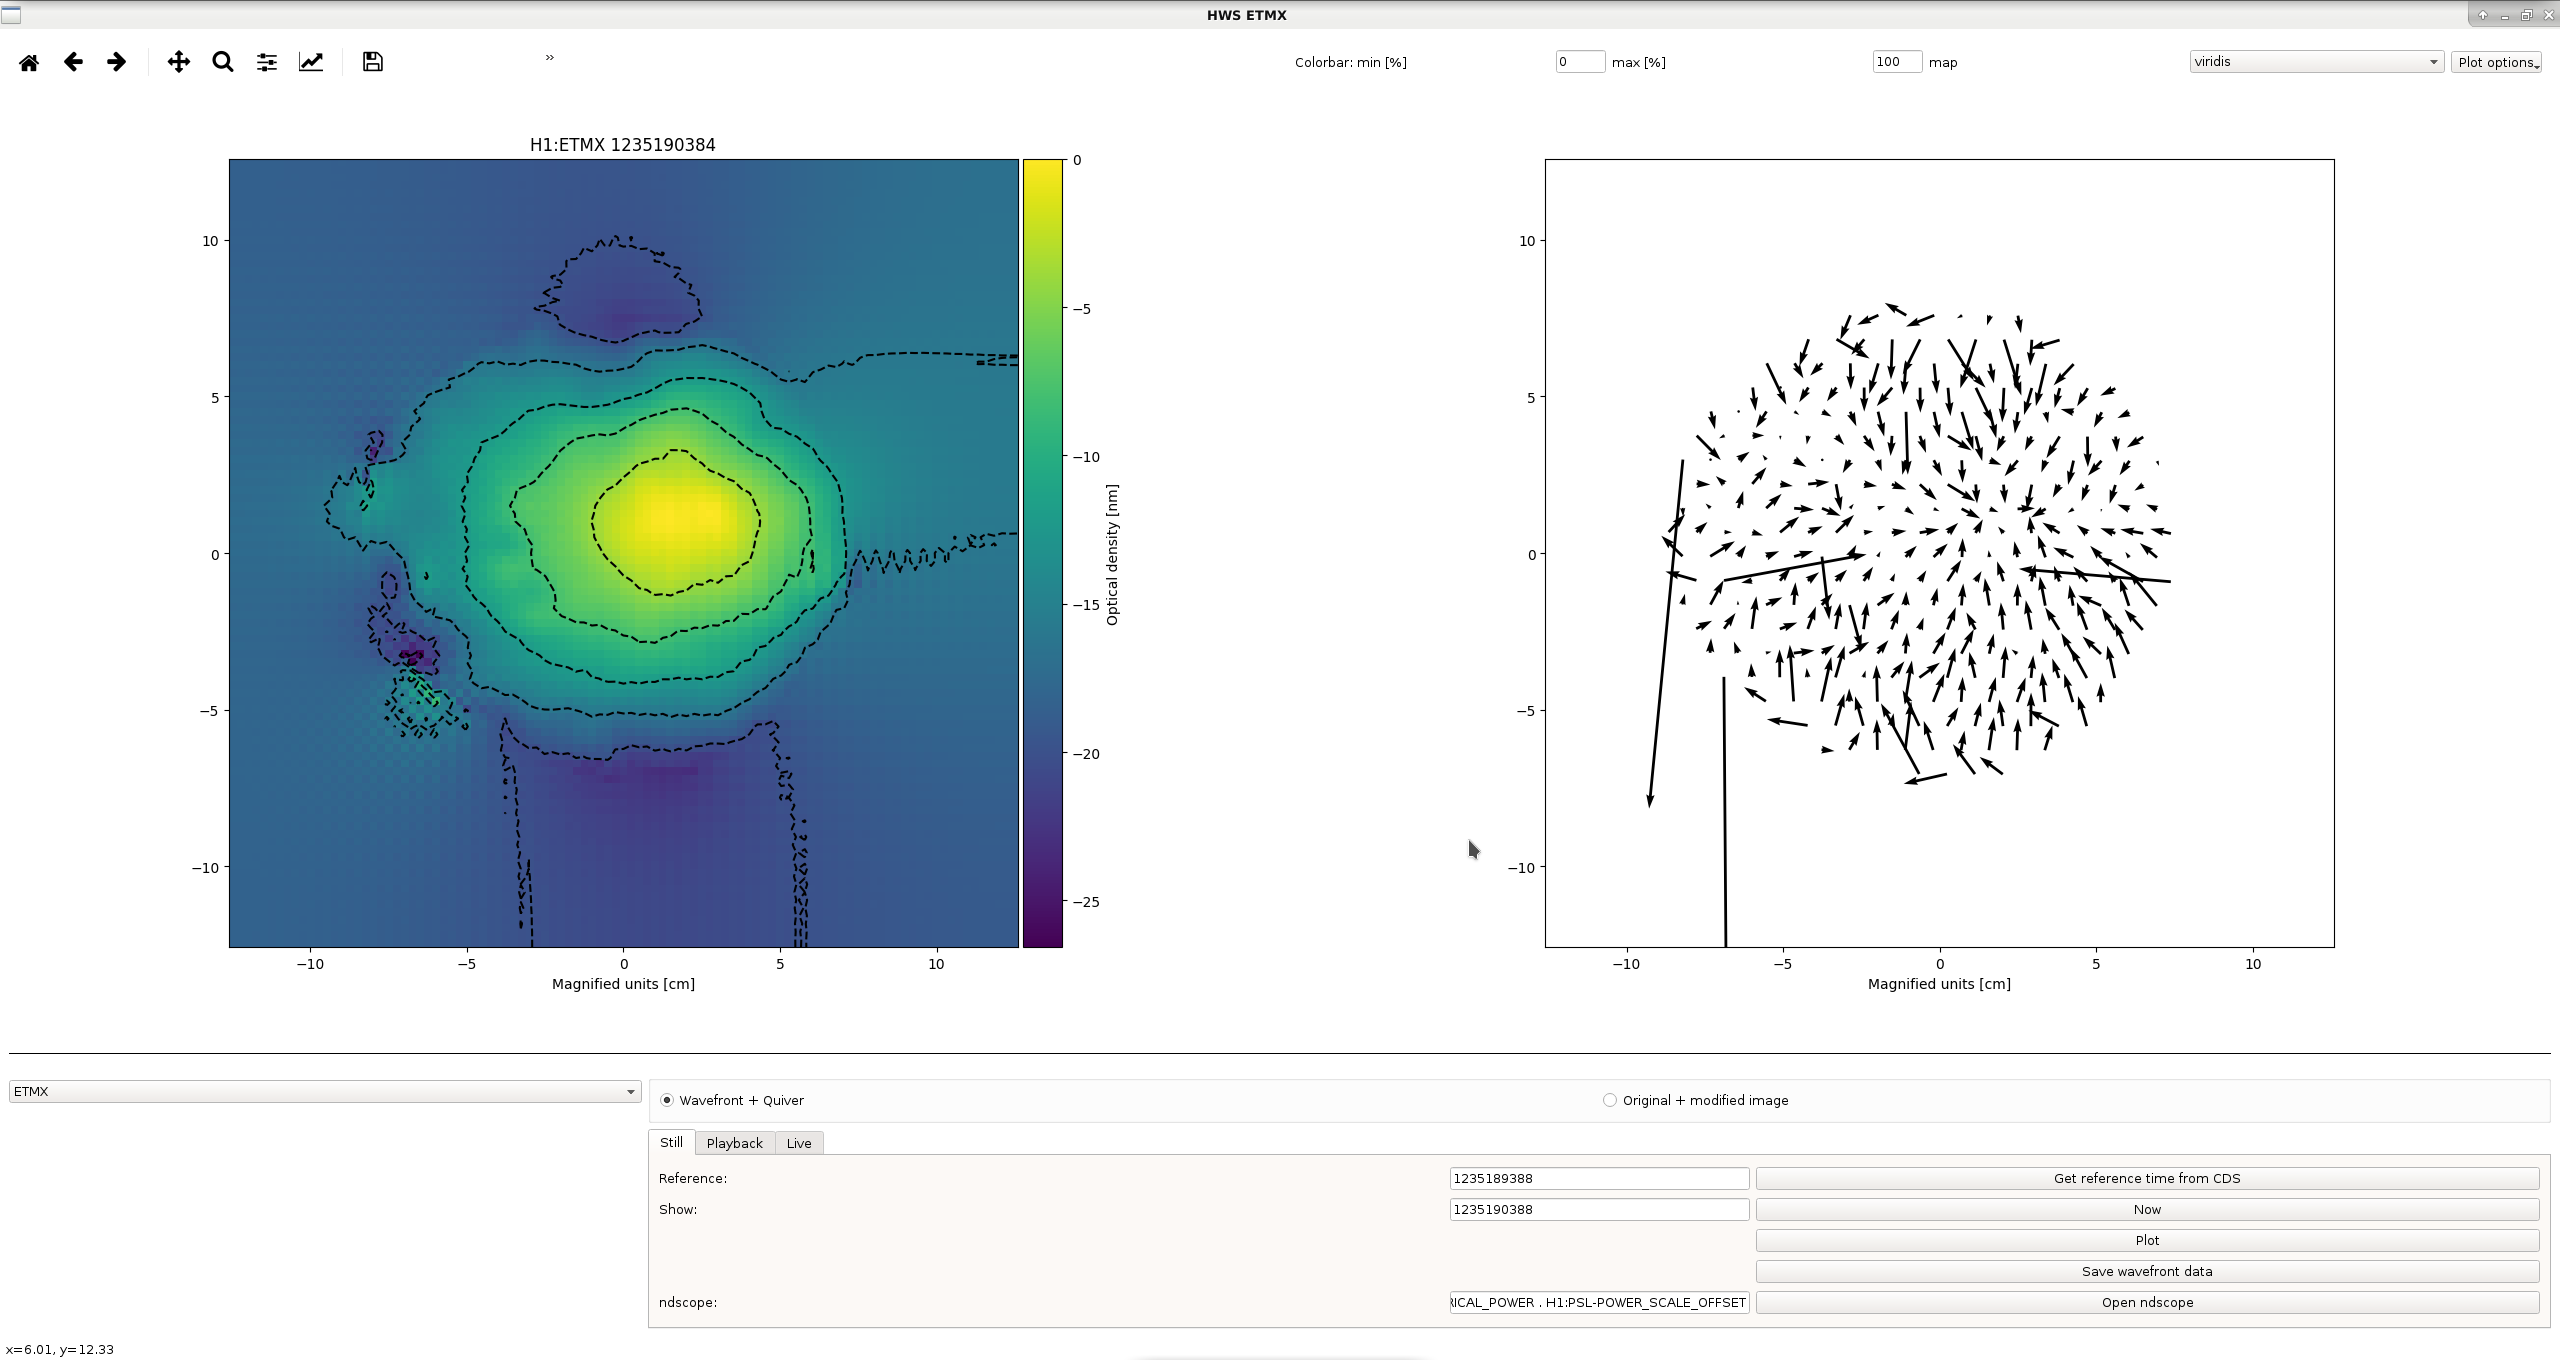 HWS ETMX
»
Colorbar: min [%] 0 max [%] 100 map viridis Plot options
H1:ETMX 1235190384
10
5
0
−5
−10
−10 −5 0 5 10
Magnified units [cm]
0
−5
−10
−15
−20
−25
Optical density [nm]
10
5
0
−5
−10
−10 −5 0 5 10
Magnified units [cm]
ETMX
Wavefront + Quiver Original + modified image
Still Playback Live
Reference: 1235189388 Get reference time from CDS
Show: 1235190388 Now
Plot
Save wavefront data
ndscope: RICAL_POWER . H1:PSL-POWER_SCALE_OFFSET Open ndscope
x=6.01, y=12.33